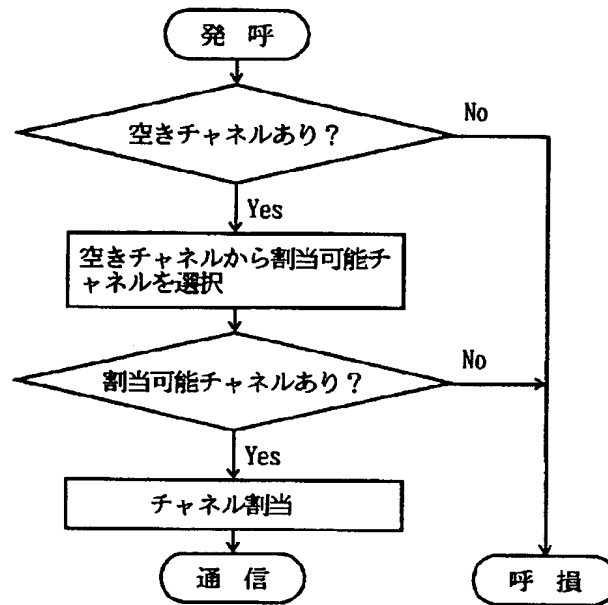 発 呼
空きチャネルあり？
No
Yes
空きチャネルから割当可能チ
ャネルを選択
割当可能チャネルあり？
No
Yes
チャネル割当
通 信
呼 損